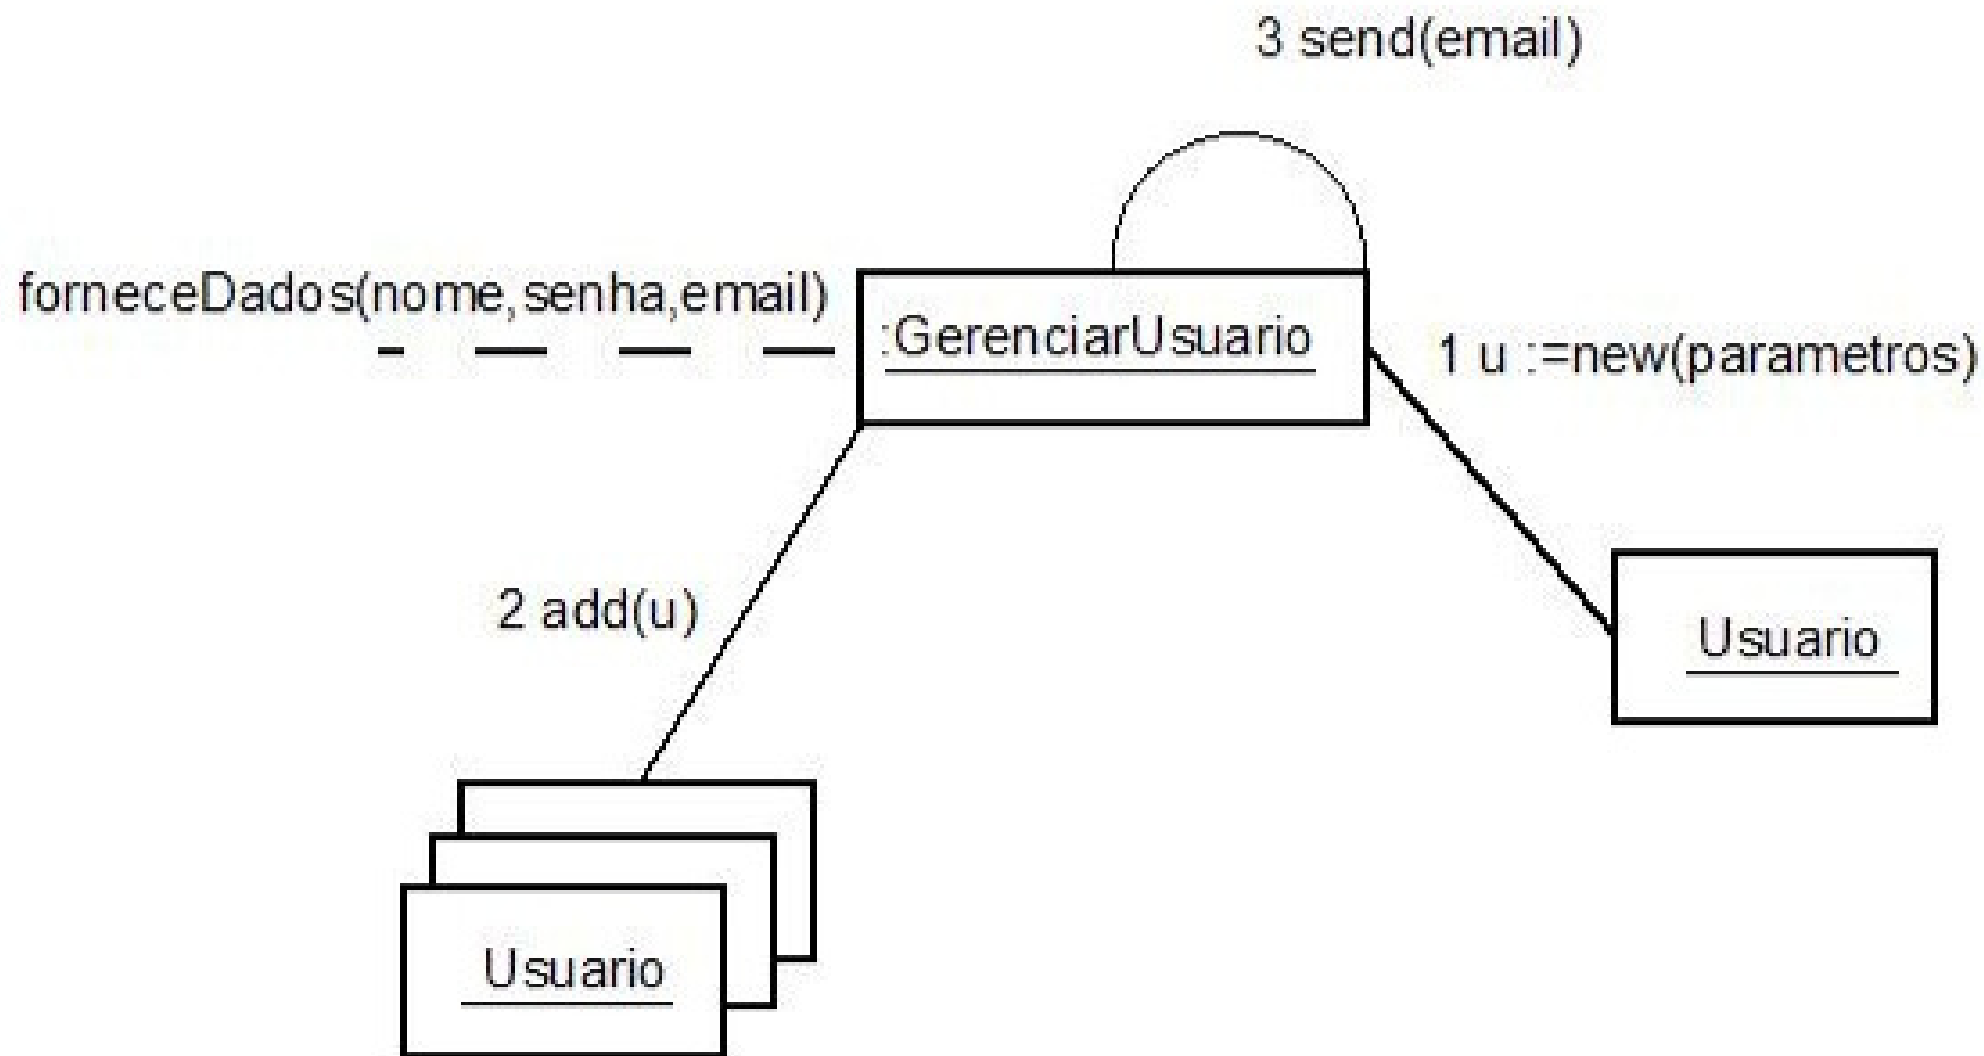 3 send(email)
forneceDados(nome,senha,email)
:GerenciarUsuario
1 u :=new(parametros)
2 add(u)
Usuario
Usuario